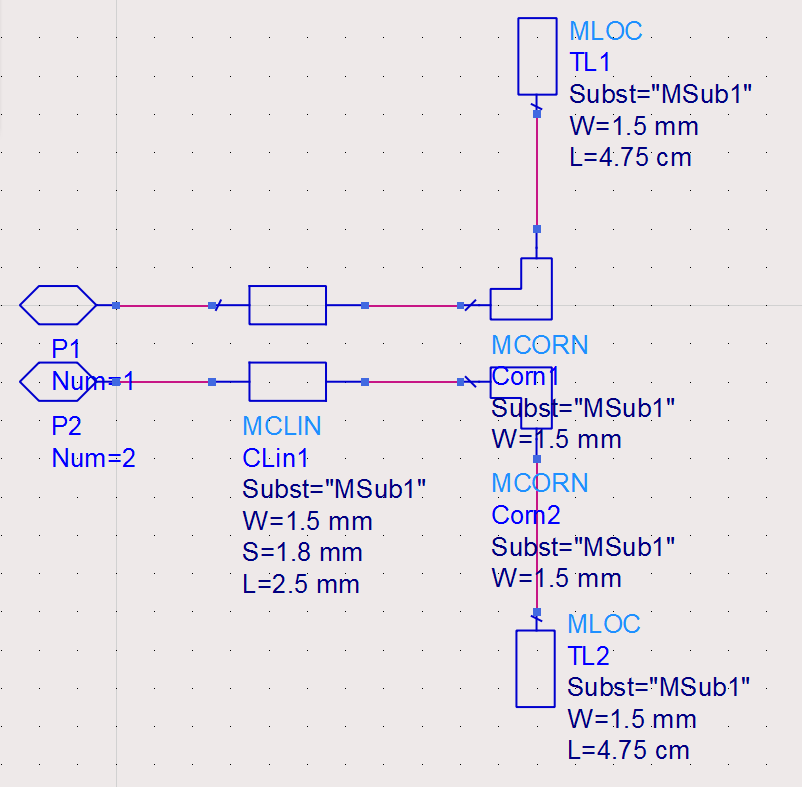 MLOC
TL1
Subst="MSub1"
W=1.5 mm
L=4.75 cm
P1
Num=1
P2
Num=2
MCLIN
CLin1
Subst="MSub1"
W=1.5 mm
S=1.8 mm
L=2.5 mm
MCORN
Corn1
Subst="MSub1"
W=1.5 mm
MCORN
Corn2
Subst="MSub1"
W=1.5 mm
MLOC
TL2
Subst="MSub1"
W=1.5 mm
L=4.75 cm